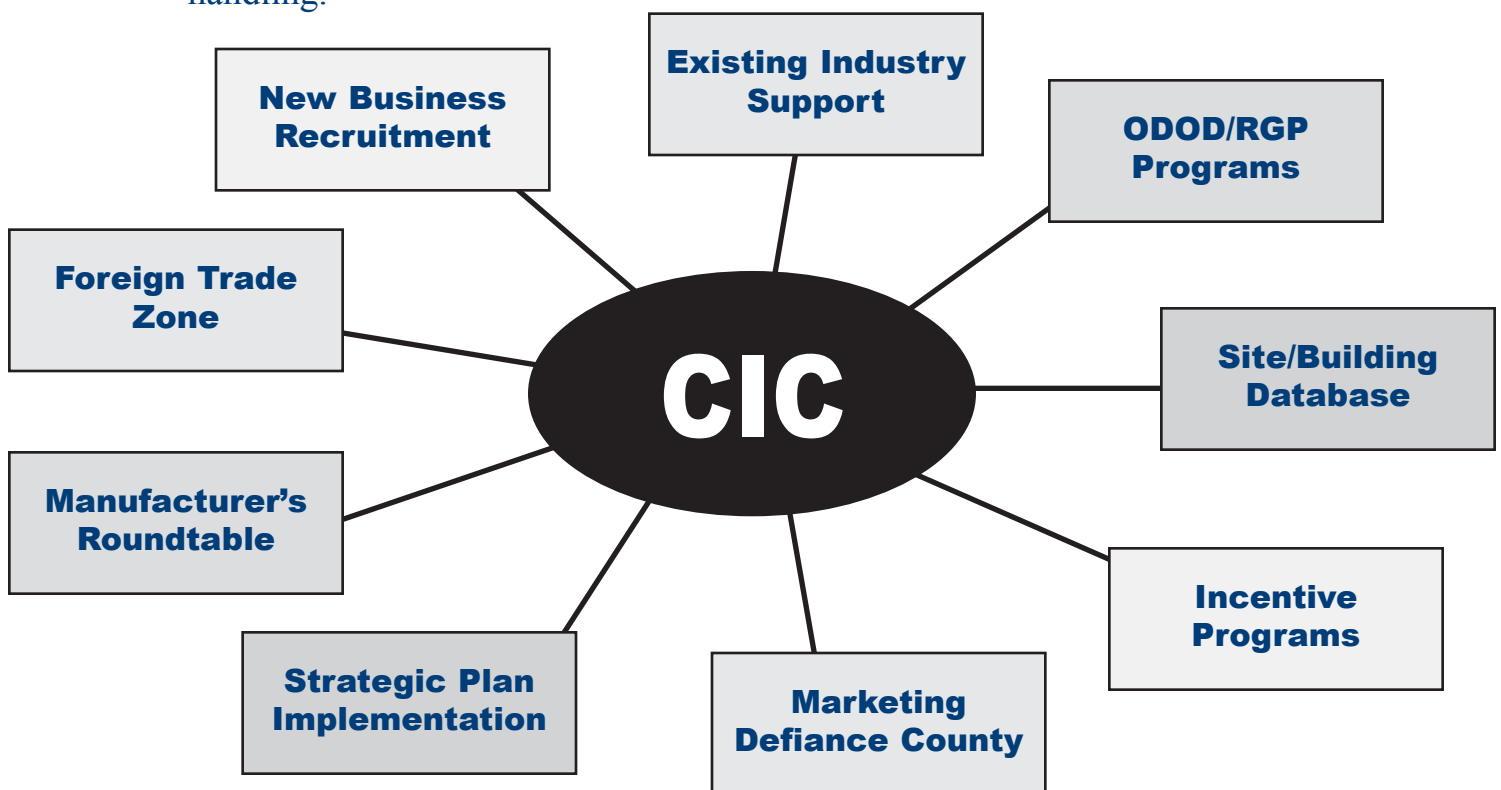 handling.
Existing Industry
Support
New Business
Recruitment
ODOD/RGP
Programs
Foreign Trade
Zone
Site/Building
Database
CIC
Manufacturer’s
Roundtable
Incentive
Programs
Strategic Plan
Implementation
Marketing
Defiance County